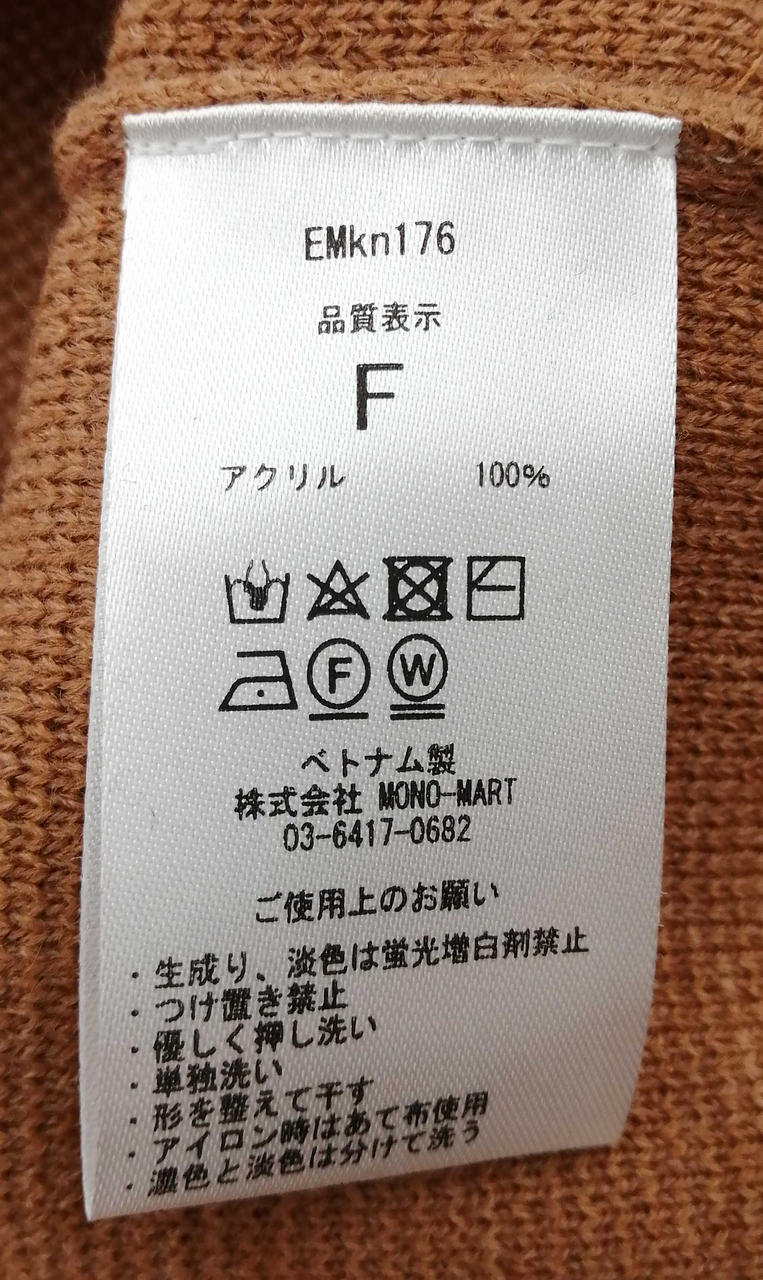 EMkn176
品質表示
F
アクリル 100%
F W
ベトナム製
株式会社 MONO-MART
03-6417-0682
ご使用上のお願い
・生成り、淡色は蛍光増白剤禁止
・つけ置き禁止
・優しく押し洗い
・単独洗い
・形を整えて干す
・アイロン時はあて布使用
・濃色と淡色は分けて洗う